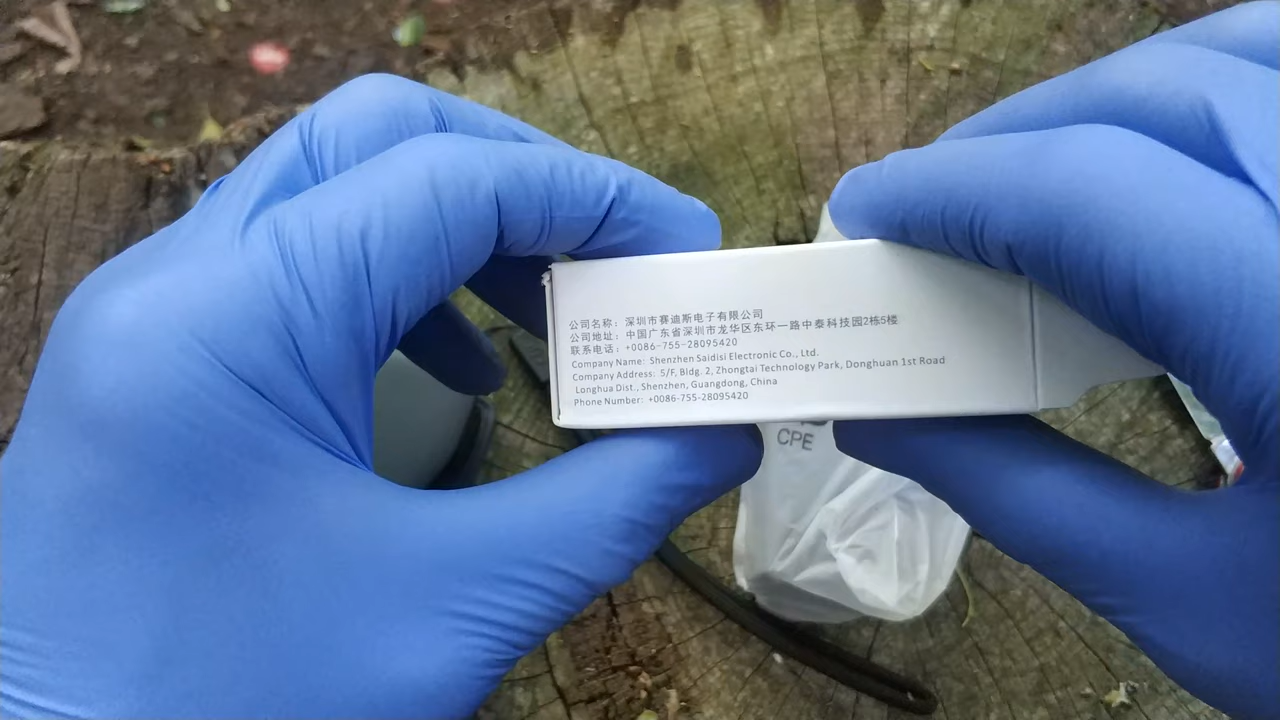 公司名称：深圳市赛迪斯电子有限公司
公司地址：中国广东省深圳市龙华区东环一路中泰科技园2栋5楼
联系电话：+0086-755-28095420
Company Name: Shenzhen Saidisi Electronic Co., Ltd.
Company Address: 5/F, Bldg. 2, Zhongtai Technology Park, Donghuan 1st Road
Longhua Dist., Shenzhen, Guangdong, China
Phone Number: +0086-755-28095420
CPE